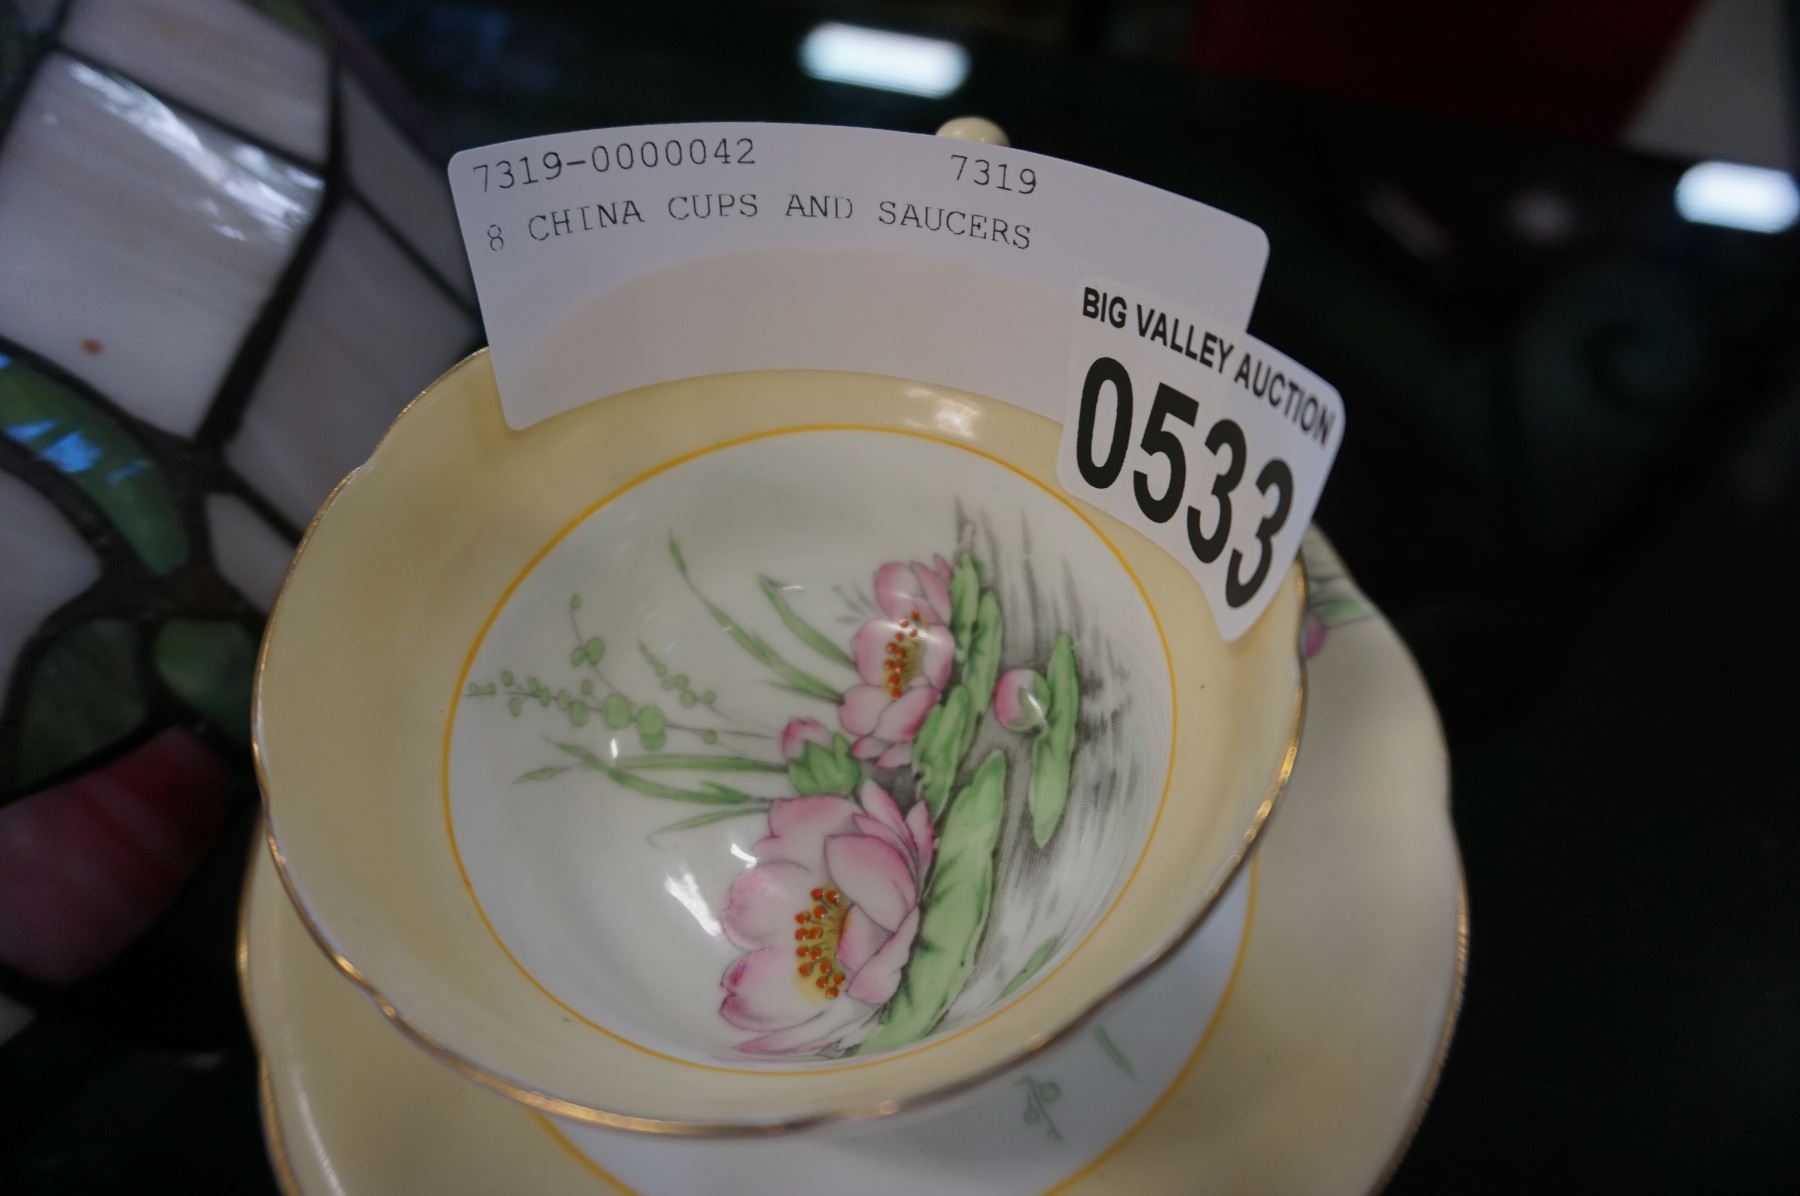 7319-0000042 7319
8 CHINA CUPS AND SAUCERS
BIG VALLEY AUCTION
0533